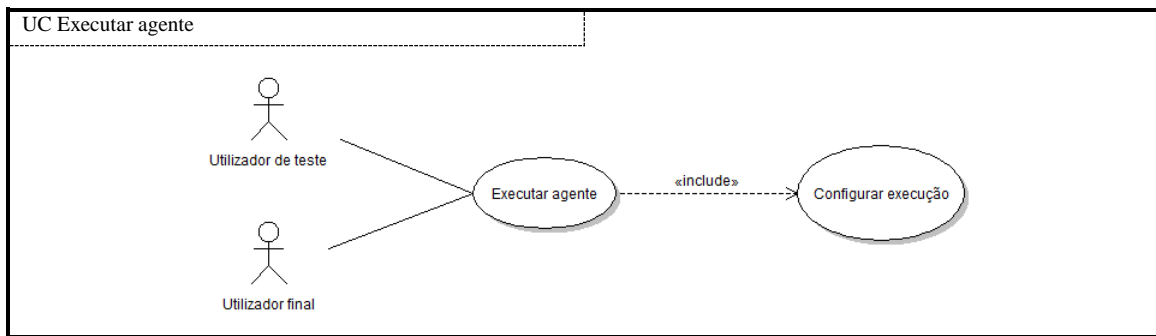 UC Executar agente
Utilizador de teste
Executar agente
«include»
Configurar execução
Utilizador final